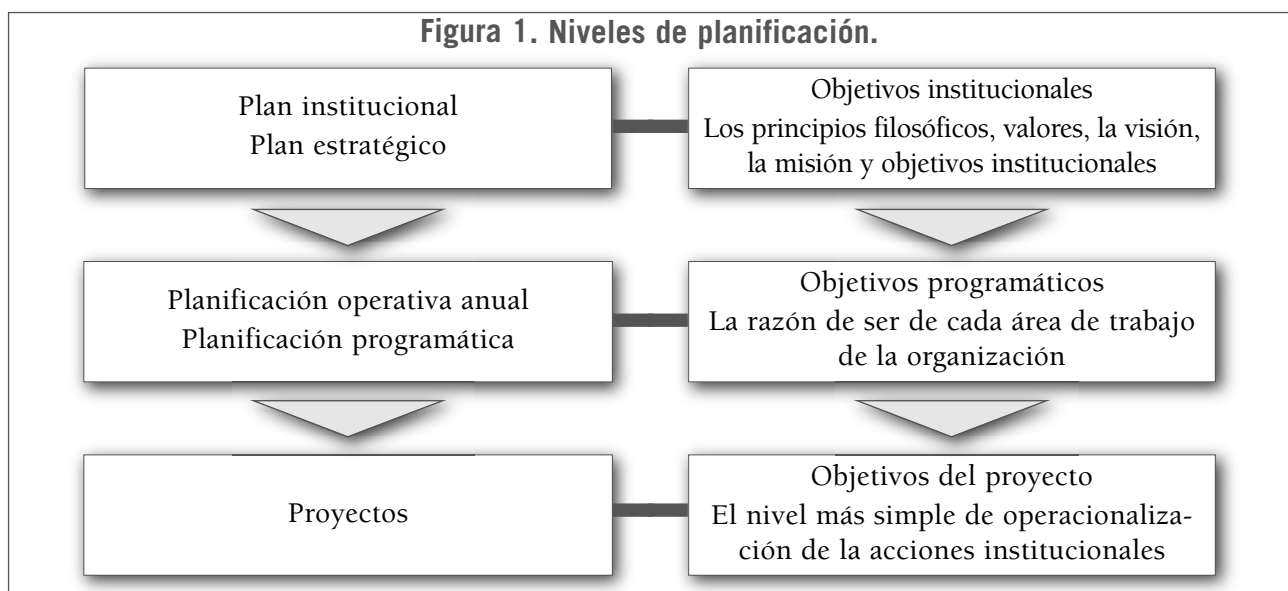 Figura 1. Niveles de planificación.
Plan institucional
Plan estratégico
Objetivos institucionales
Los principios filosóficos, valores, la visión,
la misión y objetivos institucionales
Planificación operativa anual
Planificación programática
Objetivos programáticos
La razón de ser de cada área de trabajo
de la organización
Proyectos
Objetivos del proyecto
El nivel más simple de operacionaliza-
ción de la acciones institucionales